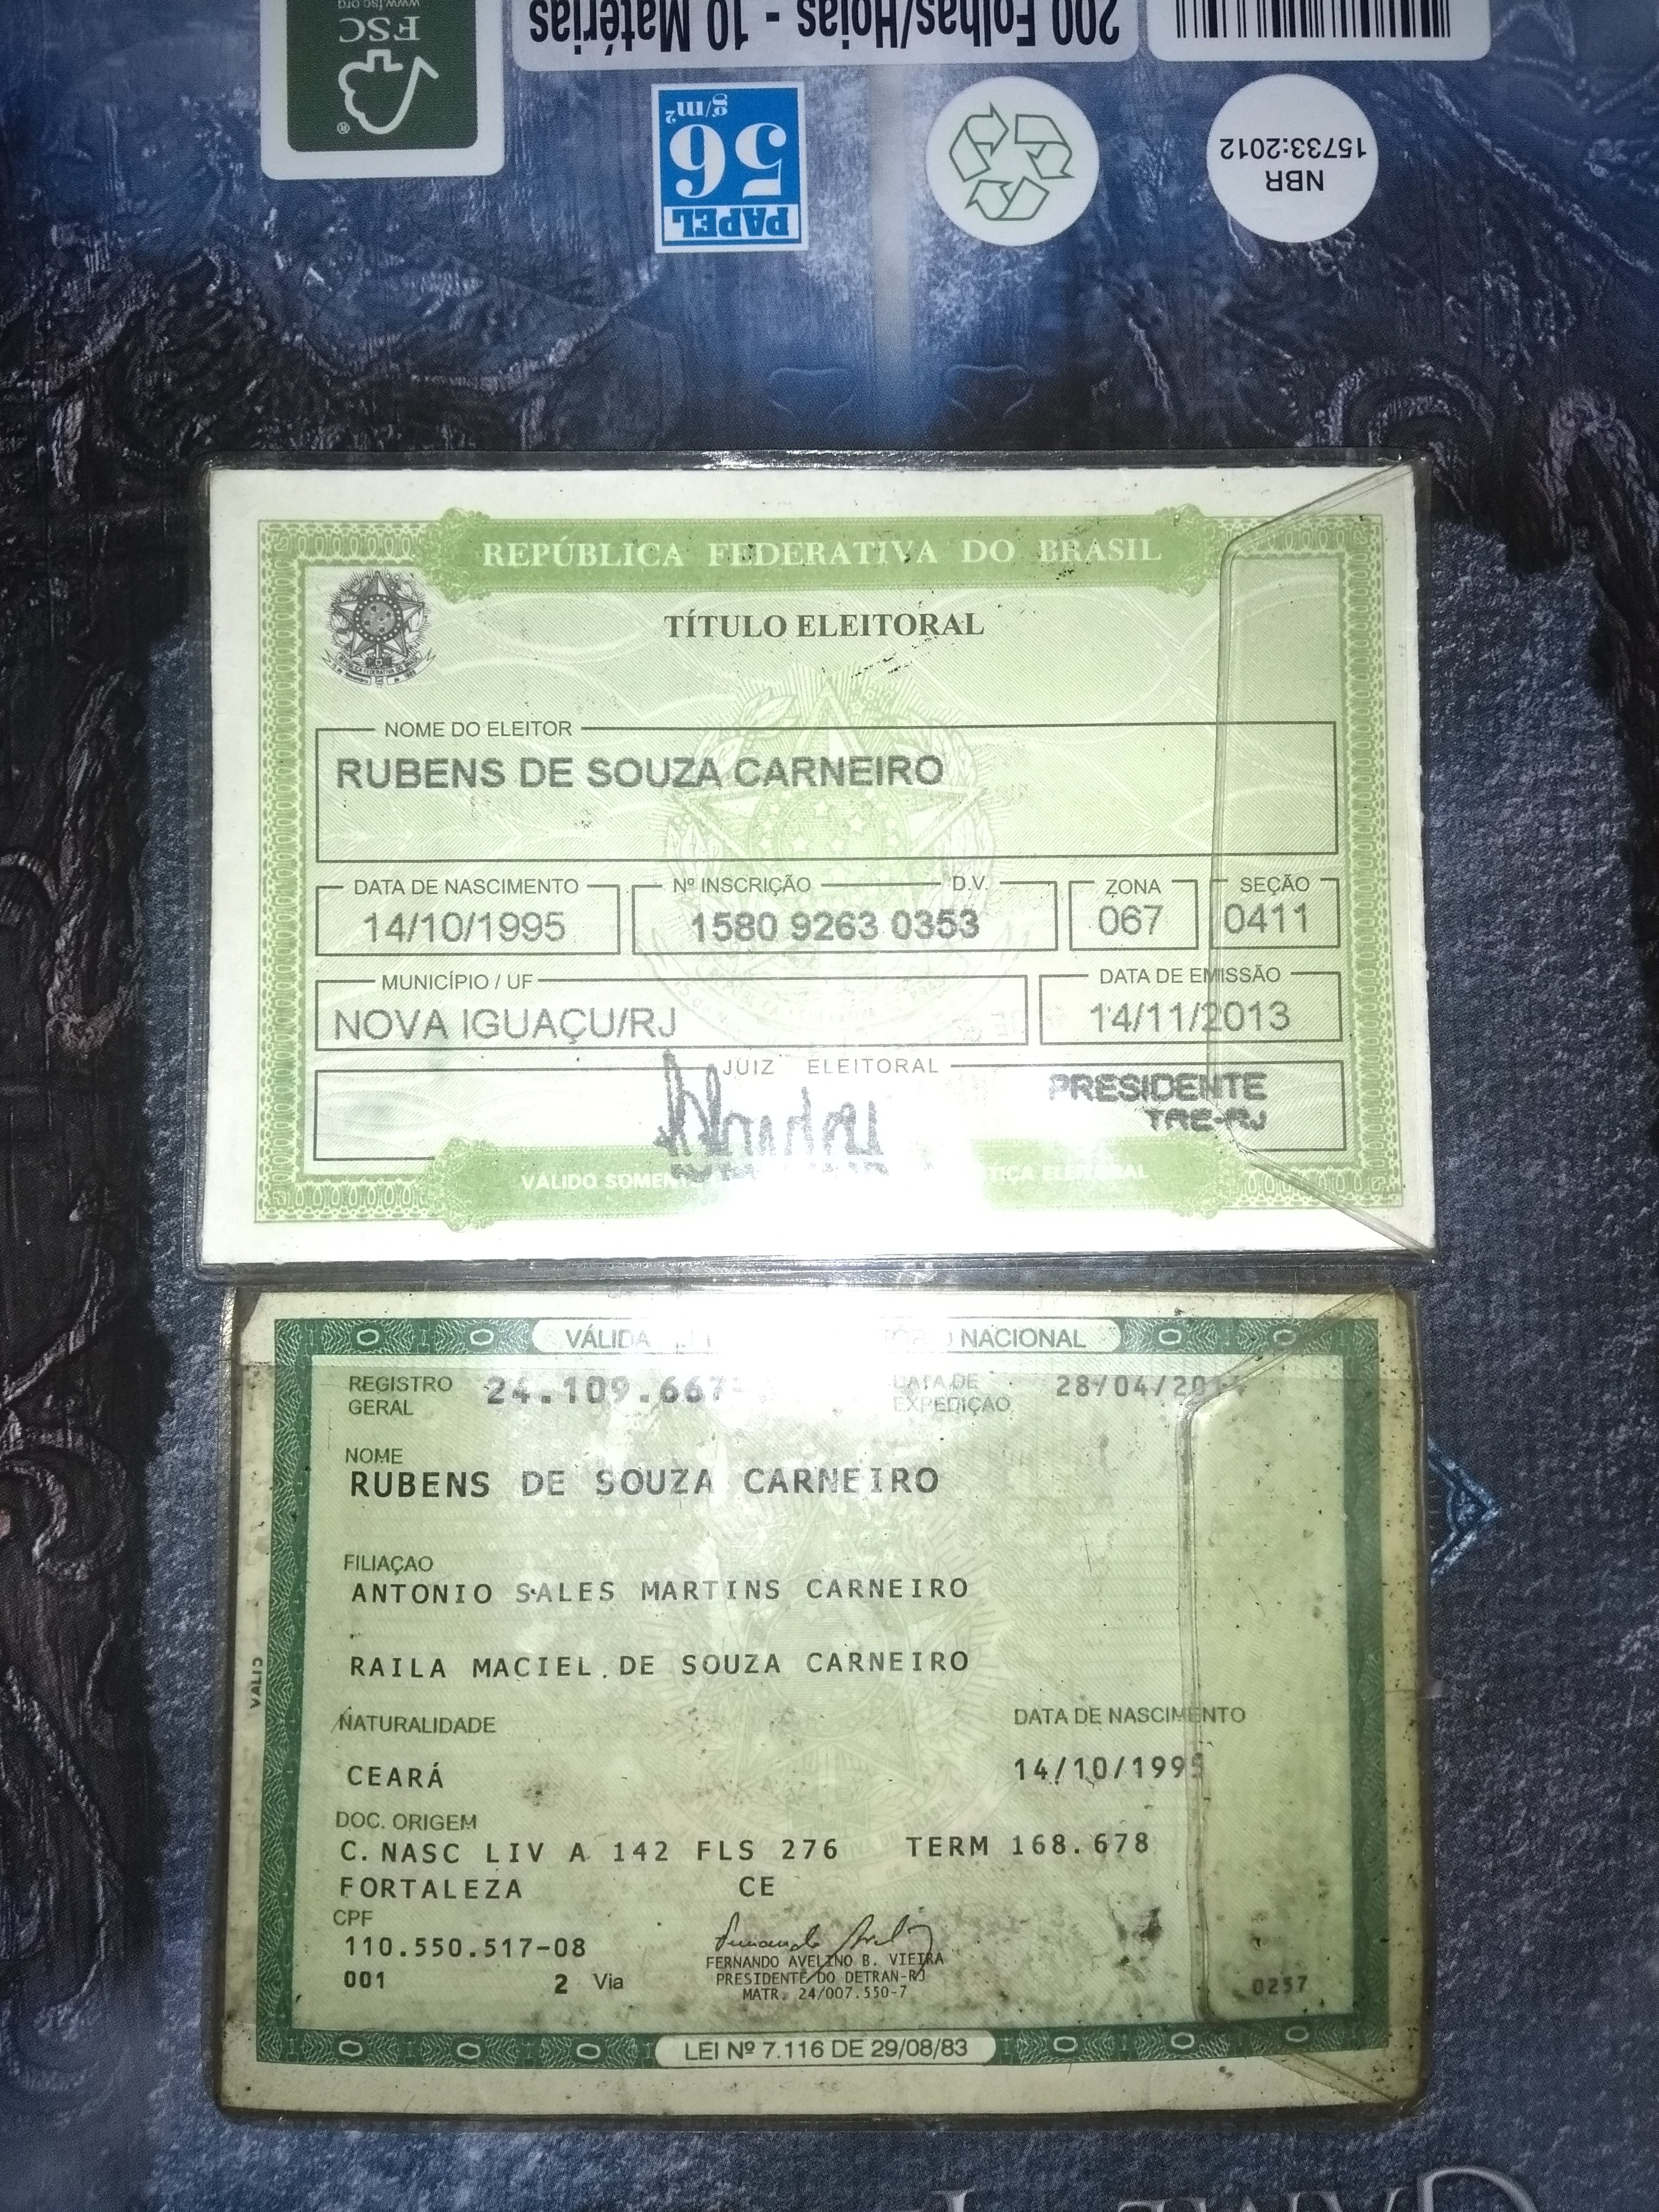 200 Folhas/Hojas - 10 Matérias
www.fsc.org
FSC
®
PAPEL
56
g/m²
NBR
15733:2012
REPÚBLICA FEDERATIVA DO BRASIL
TÍTULO ELEITORAL
NOME DO ELEITOR
RUBENS DE SOUZA CARNEIRO
DATA DE NASCIMENTO Nº INSCRIÇÃO D.V. ZONA SEÇÃO
14/10/1995 1580 9263 0353 067 0411
MUNICÍPIO / UF DATA DE EMISSÃO
NOVA IGUAÇU/RJ 14/11/2013
JUIZ ELEITORAL
PRESIDENTE
TRE-RJ
VÁLIDO ELEITORAL
VÁLIDA NACIONAL
REGISTRO GERAL 24.109.667- DATA DE EXPEDIÇÃO 28/04/201
NOME
RUBENS DE SOUZA CARNEIRO
FILIAÇÃO
ANTONIO SALES MARTINS CARNEIRO
RAILA MACIEL DE SOUZA CARNEIRO
NATURALIDADE DATA DE NASCIMENTO
CEARÁ 14/10/1995
DOC. ORIGEM
C.NASC LIV A 142 FLS 276 TERM 168.678
FORTALEZA CE
CPF
110.550.517-08
001 2 Via
FERNANDO AVELINO B. VIEIRA
PRESIDENTE DO DETRAN-RJ
MATR. 24/007.550-7
0257
LEI Nº 7.116 DE 29/08/83